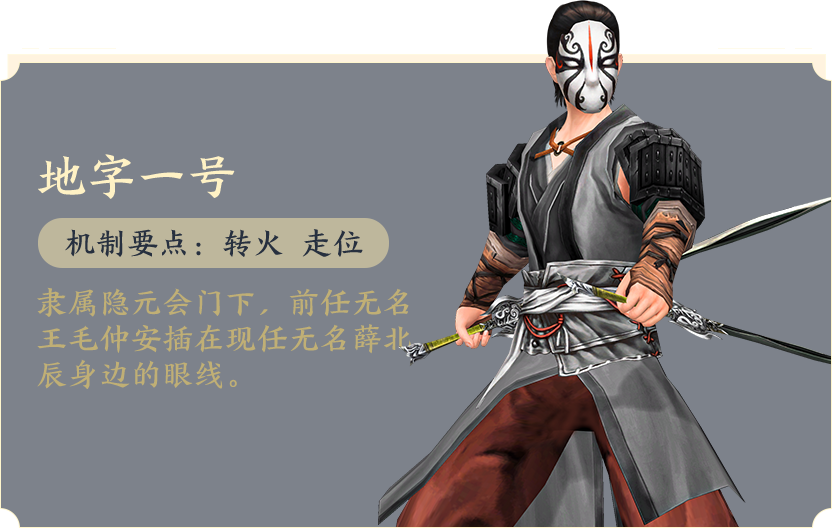 地字一号
机制要点：转火 走位
隶属隐元会门下，前任无名
王毛仲安插在现任无名薛北
辰身边的眼线。